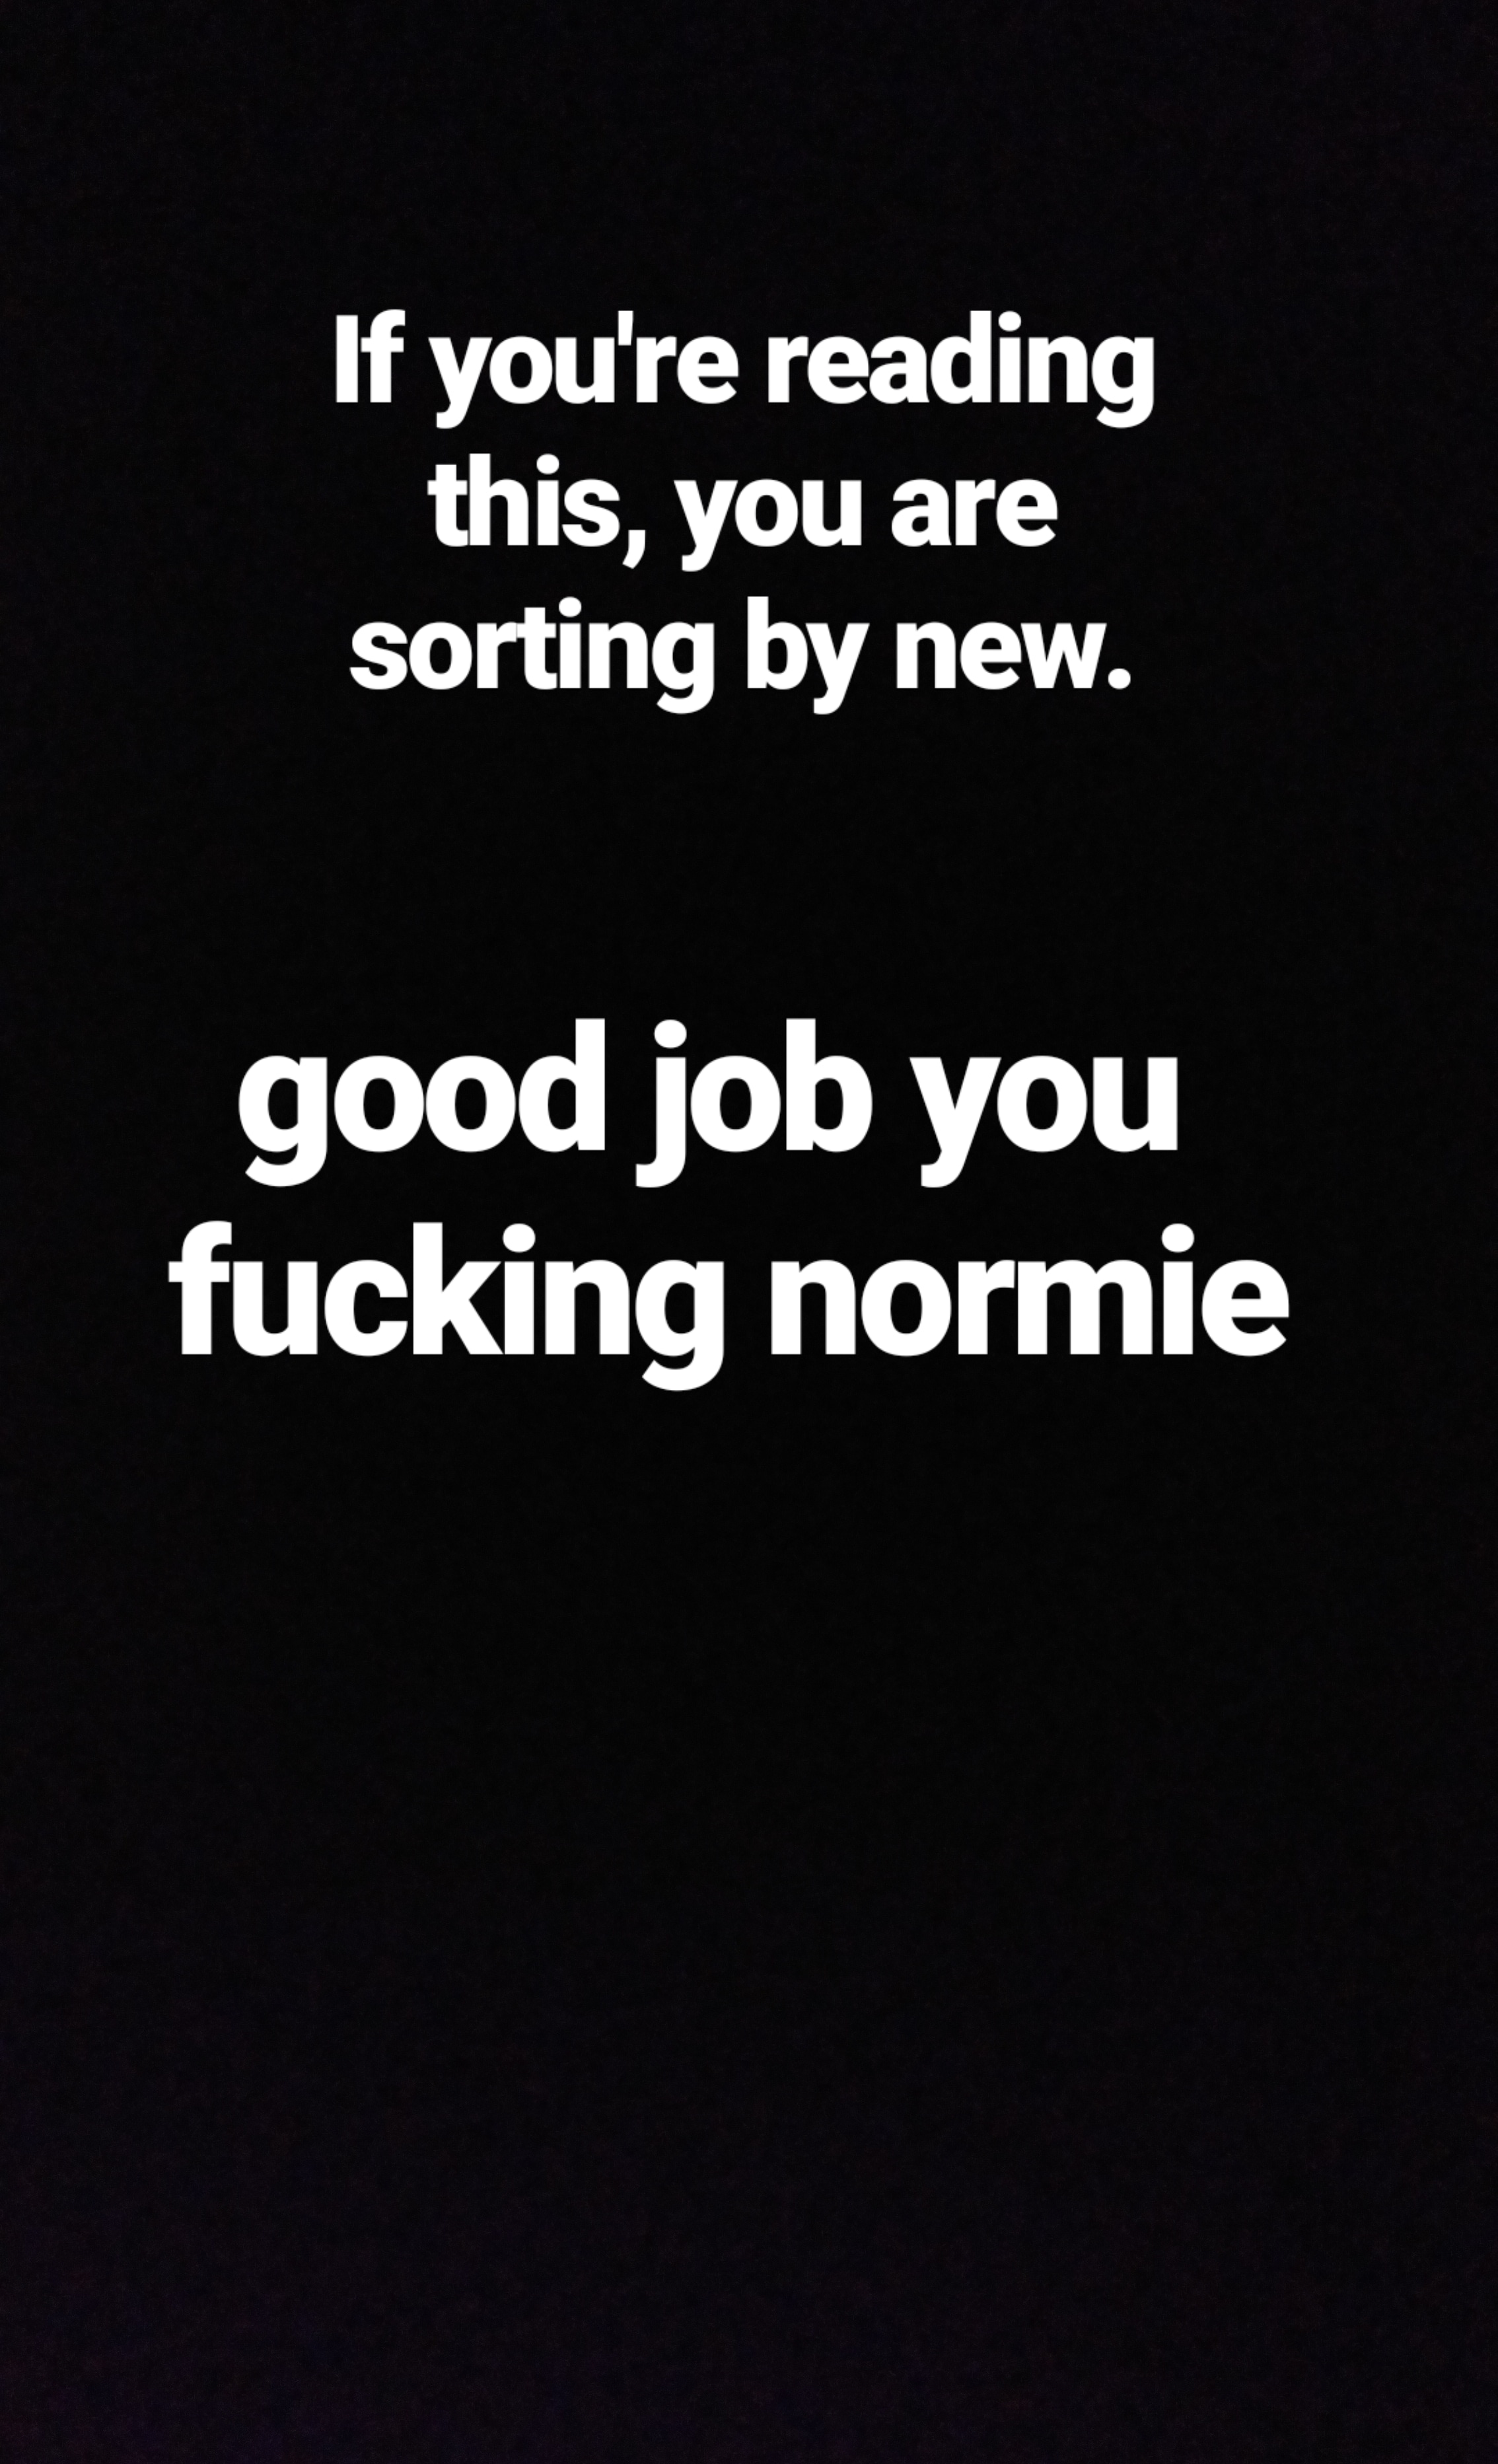 If you're reading
this, you are
sorting by new.
good job you
fucking normie